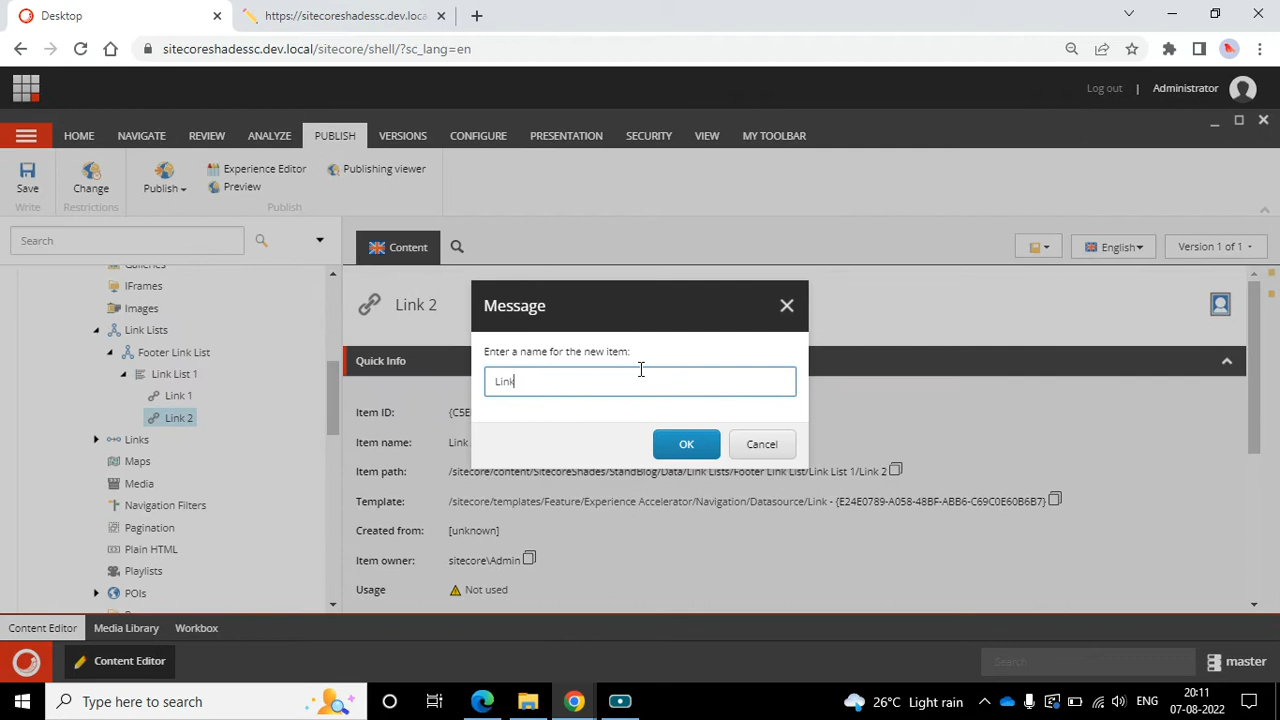 Desktop
https://sitecoreshadessc.dev.local/
sitecoreshadessc.dev.local/sitecore/shell/?sc_lang=en
Log out | Administrator
HOME NAVIGATE REVIEW ANALYZE PUBLISH VERSIONS CONFIGURE PRESENTATION SECURITY VIEW MY TOOLBAR
Save
Write
Change
Restrictions
Publish
Experience Editor
Preview
Publishing viewer
Publish
Search
Content
English
Version 1 of 1
Galleries
IFrames
Images
Link Lists
Footer Link List
Link List 1
Link 1
Link 2
Links
Maps
Media
Navigation Filters
Pagination
Plain HTML
Playlists
POIs
Link 2
Quick Info
Message
Enter a name for the new item:
Link
OK
Cancel
Item ID:
Item name: Link
Item path: /sitecore/content/SitecoreShades/StandBlog/Data/Link Lists/Footer Link List/Link List 1/Link 2
Template: /sitecore/templates/Feature/Experience Accelerator/Navigation/Datasource/Link - {E24E0789-A058-48BF-ABB6-C69C0E60B6B7}
Created from: [unknown]
Item owner: sitecore\Admin
Usage Not used
Content Editor Media Library Workbox
Content Editor
Search
master
Type here to search
26°C Light rain
ENG
20:11
07-08-2022